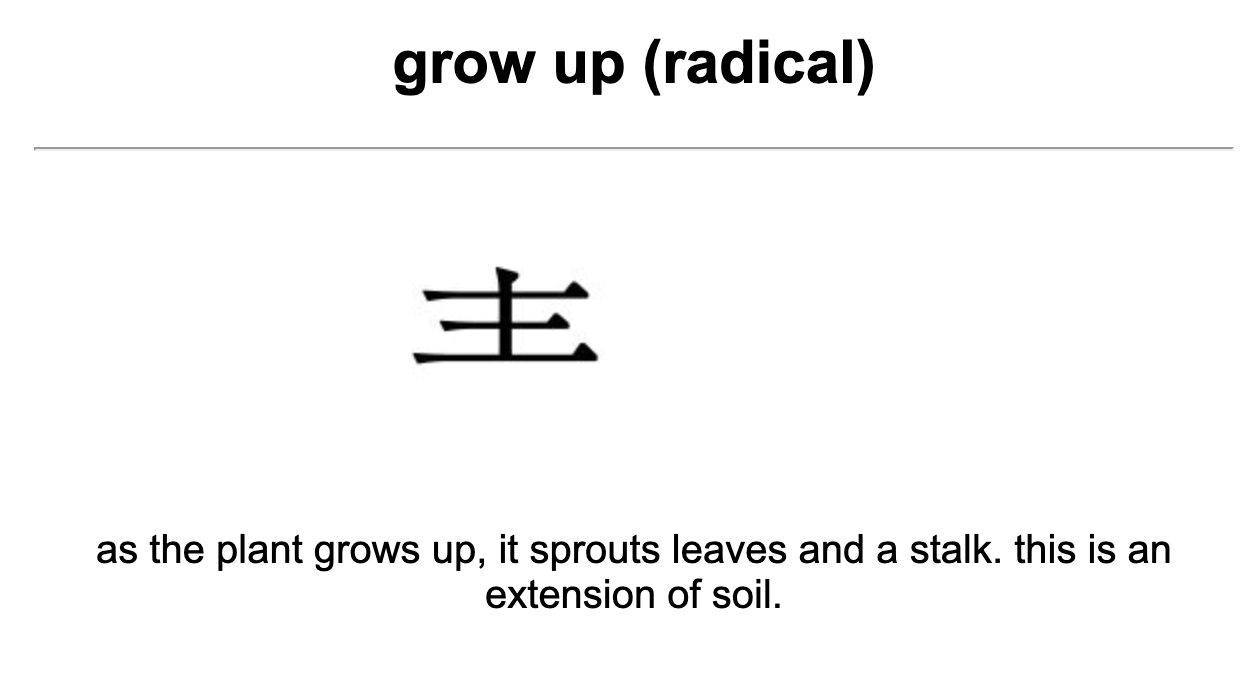 grow up (radical)
龶
as the plant grows up, it sprouts leaves and a stalk. this is an
extension of soil.